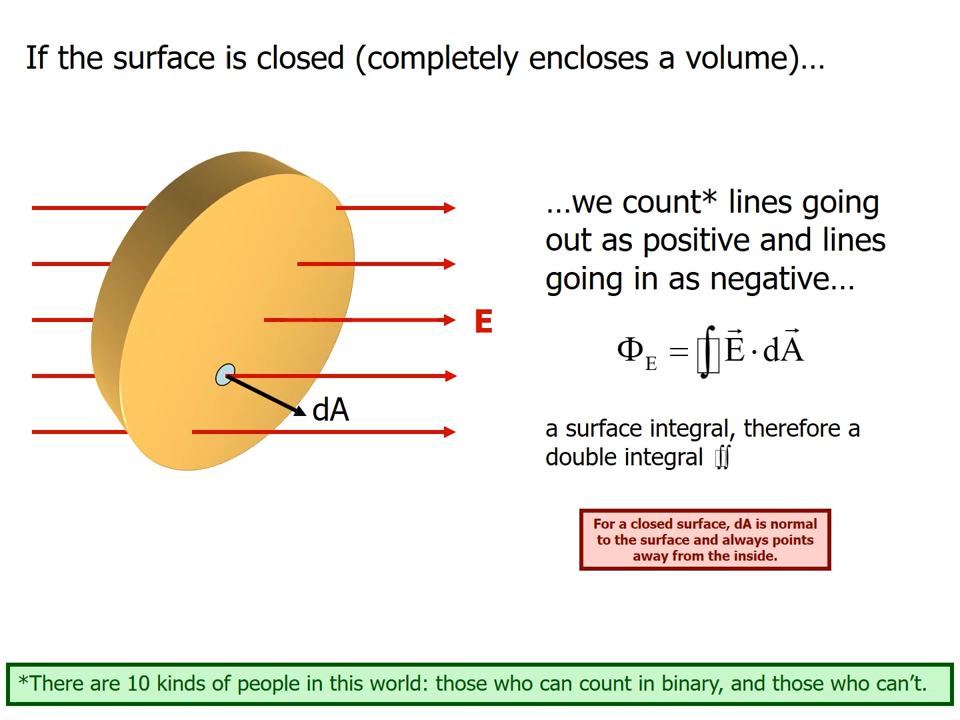 If the surface is closed (completely encloses a volume)…
…we count* lines going
out as positive and lines
going in as negative…
E
Φ_E = ∮ E⃗ · dA⃗
dA
a surface integral, therefore a
double integral ∬
For a closed surface, dA is normal
to the surface and always points
away from the inside.
*There are 10 kinds of people in this world: those who can count in binary, and those who can’t.